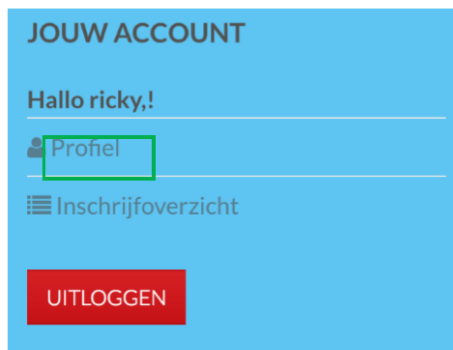 JOUW ACCOUNT
Hallo ricky,!
Profiel
Inschrijfoverzicht
UITLOGGEN